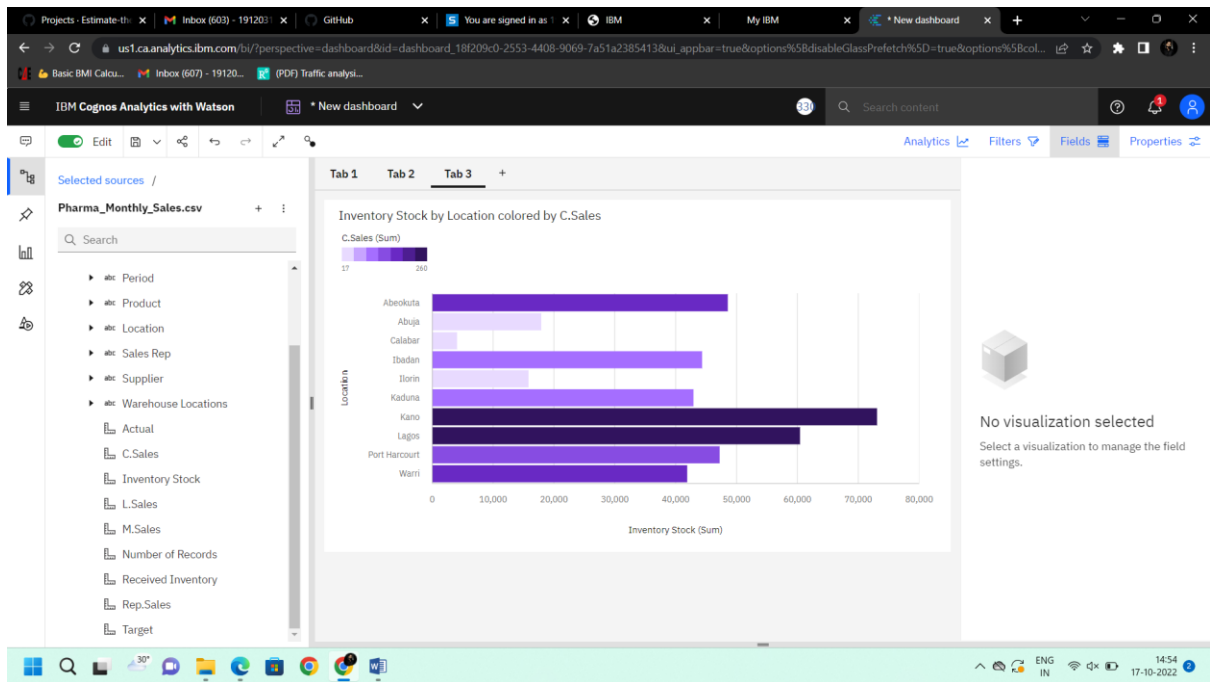 Projects - Estimate-the
Inbox (603) - 1912031
GitHub
You are signed in as 1
IBM
My IBM
* New dashboard
us1.ca.analytics.ibm.com/bi/?perspective=dashboard&id=dashboard_18f209c0-2553-4408-9069-7a51a2385413&ui_appbar=true&options%5BdisableGlassPrefetch%5D=true&options%5Bcol...
Basic BMI Calcu...
Inbox (607) - 19120...
(PDF) Traffic analysi...
IBM Cognos Analytics with Watson
* New dashboard
Search content
1
Edit
Analytics
Filters
Fields
Properties
Selected sources /
Pharma_Monthly_Sales.csv
Search
abc Period
abc Product
abc Location
abc Sales Rep
abc Supplier
abc Warehouse Locations
Actual
C.Sales
Inventory Stock
L.Sales
M.Sales
Number of Records
Received Inventory
Rep.Sales
Target
Tab 1 Tab 2 Tab 3 +
Inventory Stock by Location colored by C.Sales
C.Sales (Sum)
17 260
Location
Abeokuta
Abuja
Calabar
Ibadan
Ilorin
Kaduna
Kano
Lagos
Port Harcourt
Warri
0 10,000 20,000 30,000 40,000 50,000 60,000 70,000 80,000
Inventory Stock (Sum)
No visualization selected
Select a visualization to manage the field
settings.
30°
ENG
IN
14:54
17-10-2022
2